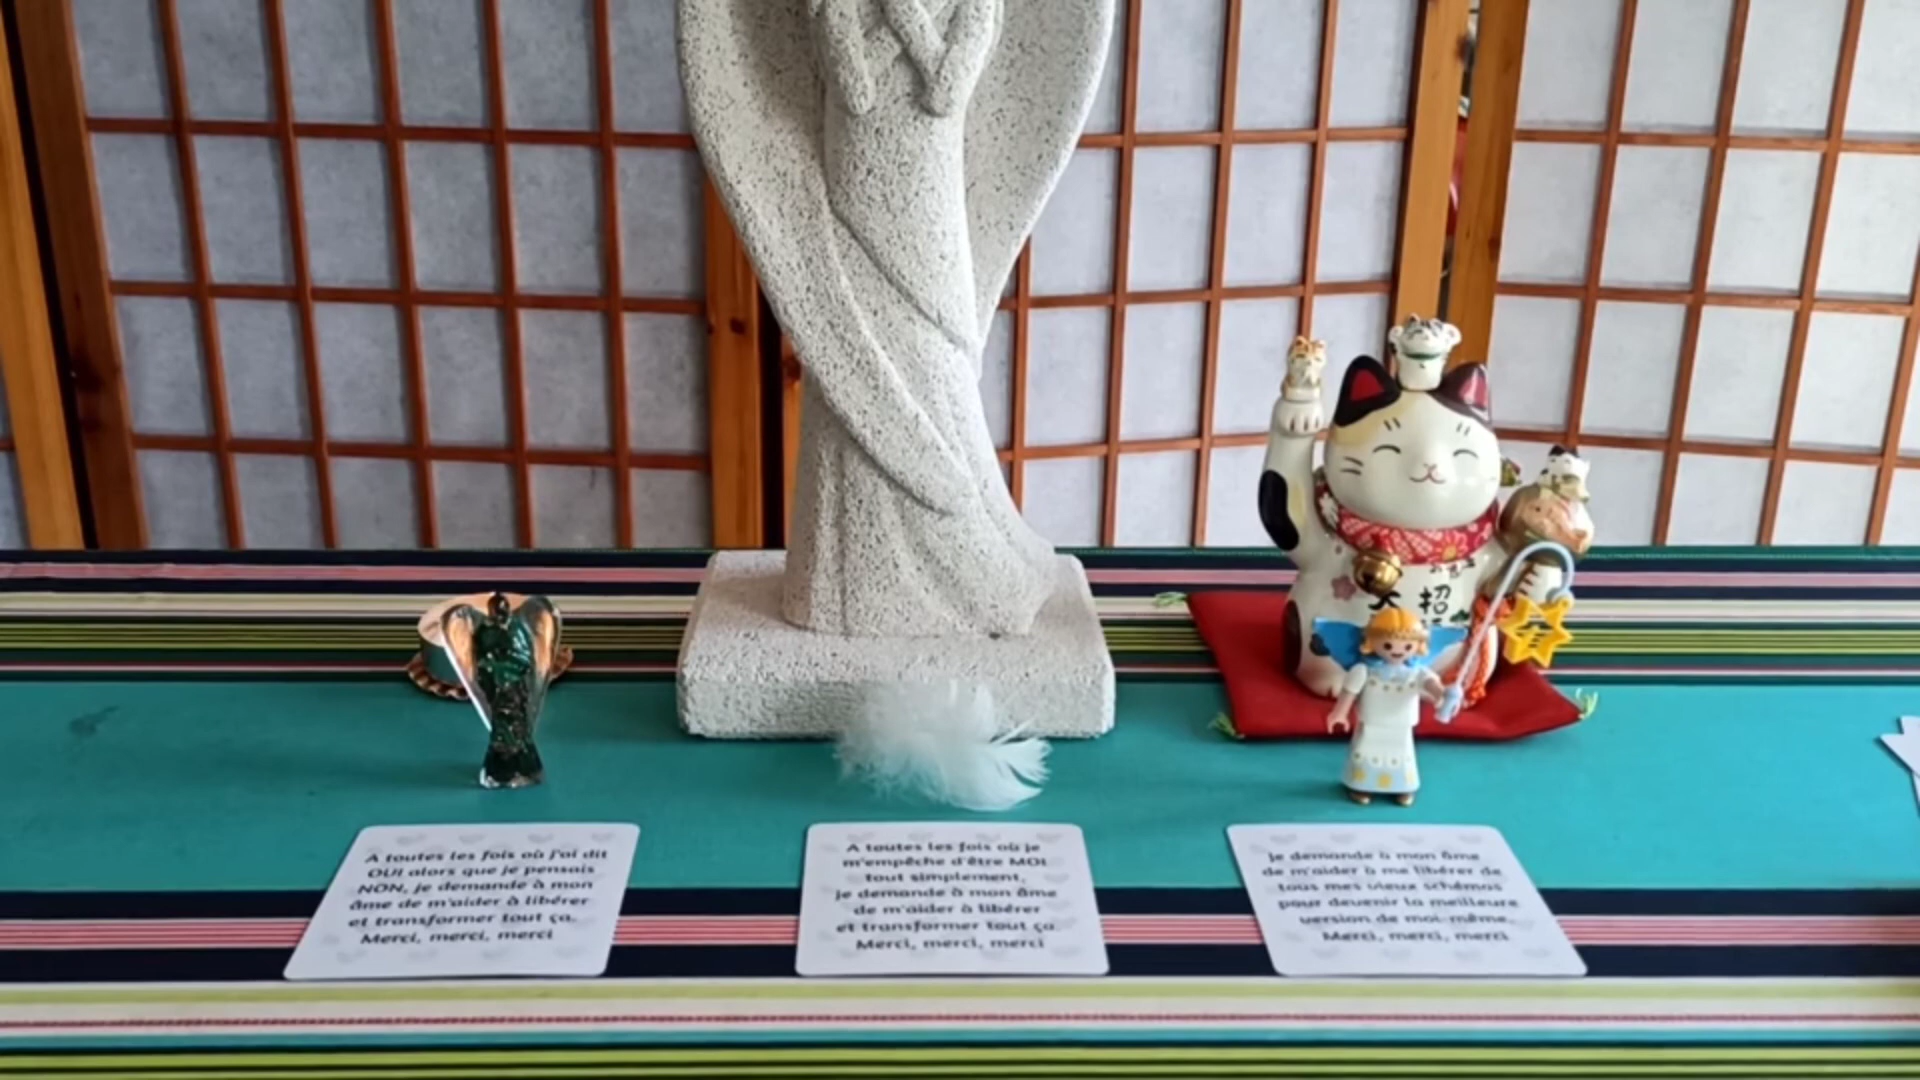 大 招
A toutes les fois où j'ai dit
OUI alors que je pensais
NON, je demande à mon
âme de m'aider à libérer
et transformer tout ça.
Merci, merci, merci
A toutes les fois où je
m'empêche d'être MOI
tout simplement,
je demande à mon âme
de m'aider à libérer
et transformer tout ça.
Merci, merci, merci
Je demande à mon âme
de m'aider à me libérer de
tous mes vieux schémas
pour devenir la meilleure
version de moi-même.
Merci, merci, merci